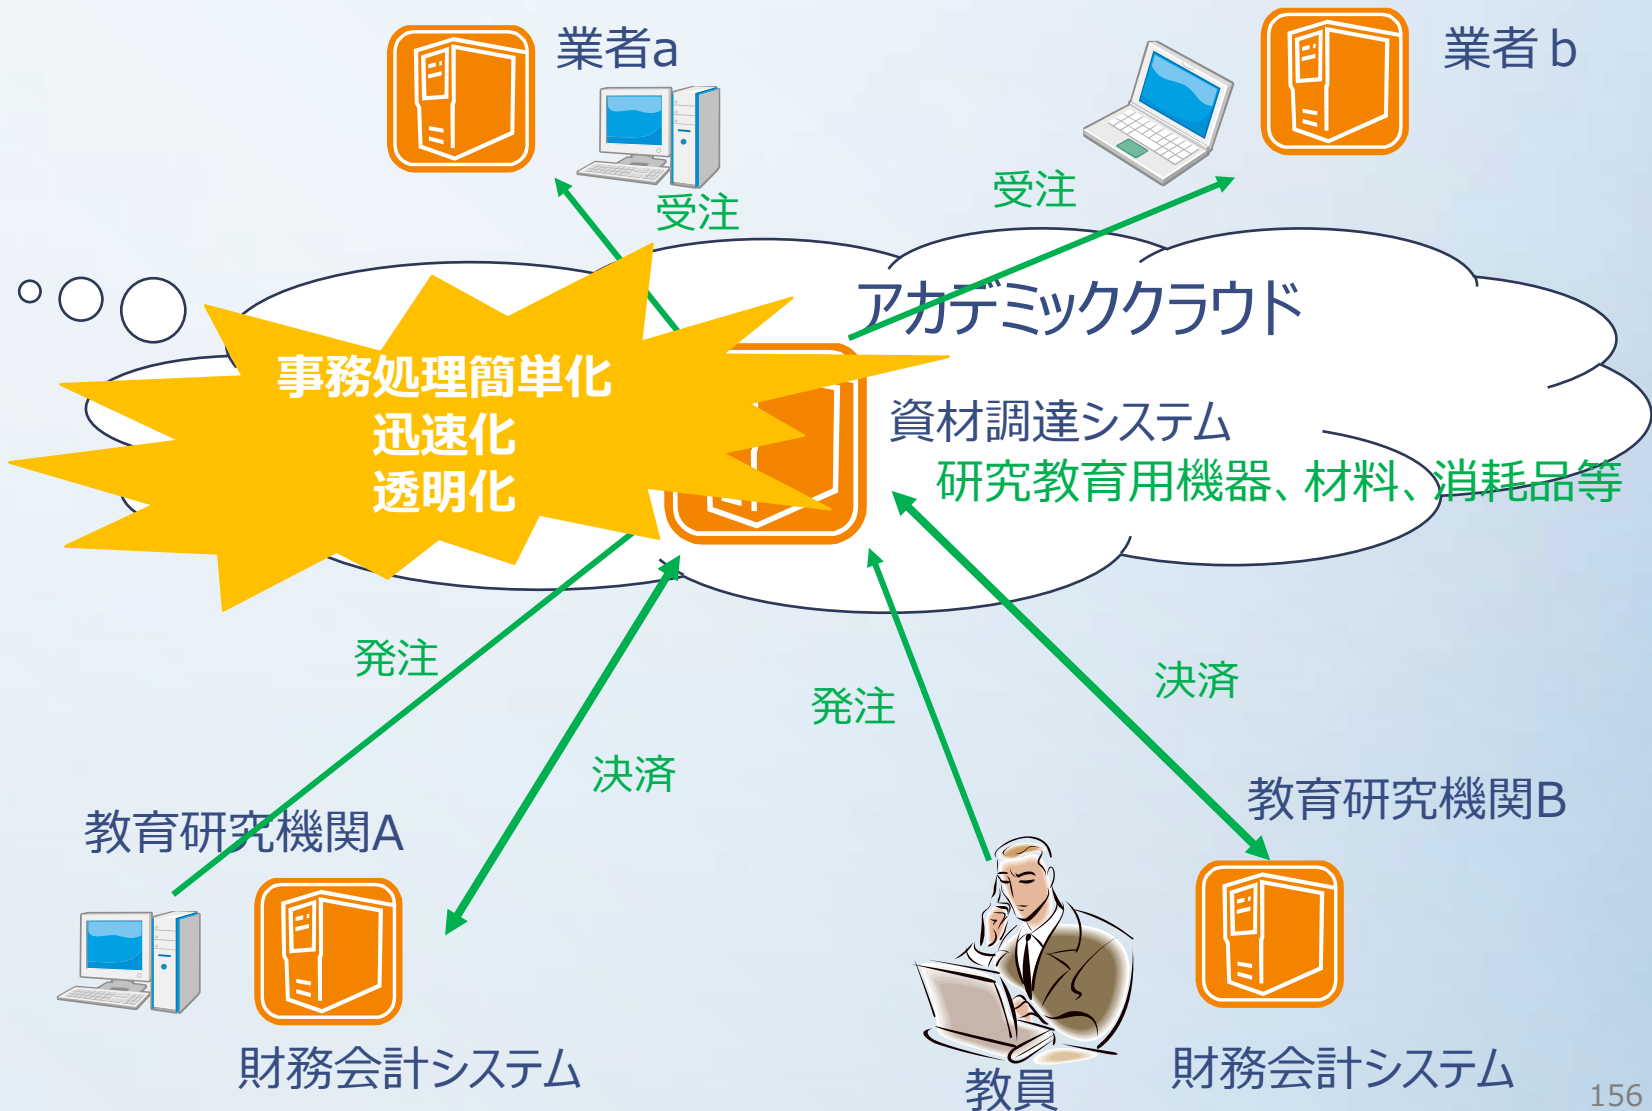 業者a
業者 b
受注
受注
アカデミッククラウド
事務処理簡単化
迅速化
透明化
資材調達システム
研究教育用機器、材料、消耗品等
発注
決済
発注
決済
教育研究機関A
教育研究機関B
財務会計システム
教員
財務会計システム
156